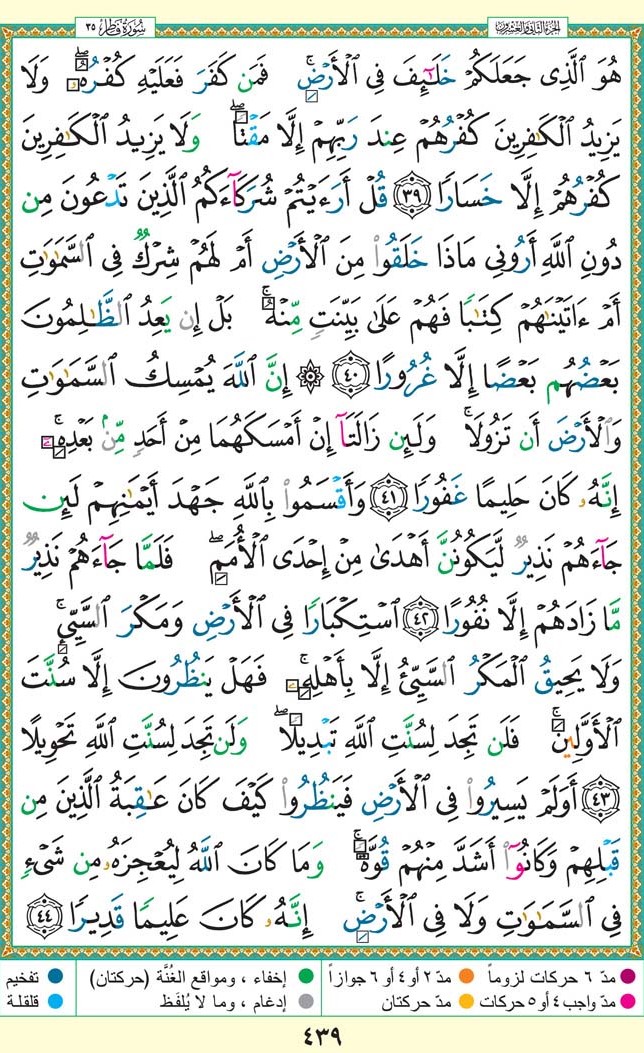 الجزء الثاني والعشرون
سورة فاطر ٣٥
هُوَ ٱلَّذِى جَعَلَكُمْ خَلَٰٓئِفَ فِى ٱلْأَرْضِ ۚ فَمَن كَفَرَ فَعَلَيْهِ كُفْرُهُۥ ۖ وَلَا
يَزِيدُ ٱلْكَٰفِرِينَ كُفْرُهُمْ عِندَ رَبِّهِمْ إِلَّا مَقْتًا ۖ وَلَا يَزِيدُ ٱلْكَٰفِرِينَ
كُفْرُهُمْ إِلَّا خَسَارًا ٣٩ قُلْ أَرَءَيْتُمْ شُرَكَآءَكُمُ ٱلَّذِينَ تَدْعُونَ مِن
دُونِ ٱللَّهِ أَرُونِى مَاذَا خَلَقُوا۟ مِنَ ٱلْأَرْضِ أَمْ لَهُمْ شِرْكٌ فِى ٱلسَّمَٰوَٰتِ
أَمْ ءَاتَيْنَٰهُمْ كِتَٰبًا فَهُمْ عَلَىٰ بَيِّنَتٍ مِّنْهُ ۚ بَلْ إِن يَعِدُ ٱلظَّٰلِمُونَ
بَعْضُهُم بَعْضًا إِلَّا غُرُورًا ٤٠ ۞ إِنَّ ٱللَّهَ يُمْسِكُ ٱلسَّمَٰوَٰتِ
وَٱلْأَرْضَ أَن تَزُولَا ۚ وَلَئِن زَالَتَآ إِنْ أَمْسَكَهُمَا مِنْ أَحَدٍ مِّنۢ بَعْدِهِۦٓ ۚ
إِنَّهُۥ كَانَ حَلِيمًا غَفُورًا ٤١ وَأَقْسَمُوا۟ بِٱللَّهِ جَهْدَ أَيْمَٰنِهِمْ لَئِن
جَآءَهُمْ نَذِيرٌ لَّيَكُونُنَّ أَهْدَىٰ مِنْ إِحْدَى ٱلْأُمَمِ ۖ فَلَمَّا جَآءَهُمْ نَذِيرٌ
مَّا زَادَهُمْ إِلَّا نُفُورًا ٤٢ ٱسْتِكْبَارًا فِى ٱلْأَرْضِ وَمَكْرَ ٱلسَّيِّئِ ۚ
وَلَا يَحِيقُ ٱلْمَكْرُ ٱلسَّيِّئُ إِلَّا بِأَهْلِهِۦ ۚ فَهَلْ يَنظُرُونَ إِلَّا سُنَّتَ
ٱلْأَوَّلِينَ ۚ فَلَن تَجِدَ لِسُنَّتِ ٱللَّهِ تَبْدِيلًا ۖ وَلَن تَجِدَ لِسُنَّتِ ٱللَّهِ تَحْوِيلًا
٤٣ أَوَلَمْ يَسِيرُوا۟ فِى ٱلْأَرْضِ فَيَنظُرُوا۟ كَيْفَ كَانَ عَٰقِبَةُ ٱلَّذِينَ مِن
قَبْلِهِمْ وَكَانُوٓا۟ أَشَدَّ مِنْهُمْ قُوَّةً ۚ وَمَا كَانَ ٱللَّهُ لِيُعْجِزَهُۥ مِن شَىْءٍ
فِى ٱلسَّمَٰوَٰتِ وَلَا فِى ٱلْأَرْضِ ۚ إِنَّهُۥ كَانَ عَلِيمًا قَدِيرًا ٤٤
مدّ ٦ حركات لزوماً مدّ ٢ أو ٤ أو ٦ جوازاً إخفاء ، ومواقع الغُنَّة (حركتان) تفخيم
مدّ واجب ٤ أو ٥ حركات مدّ حركتان إدغام ، وما لا يُلفَظ قلقلة
٤٣٩